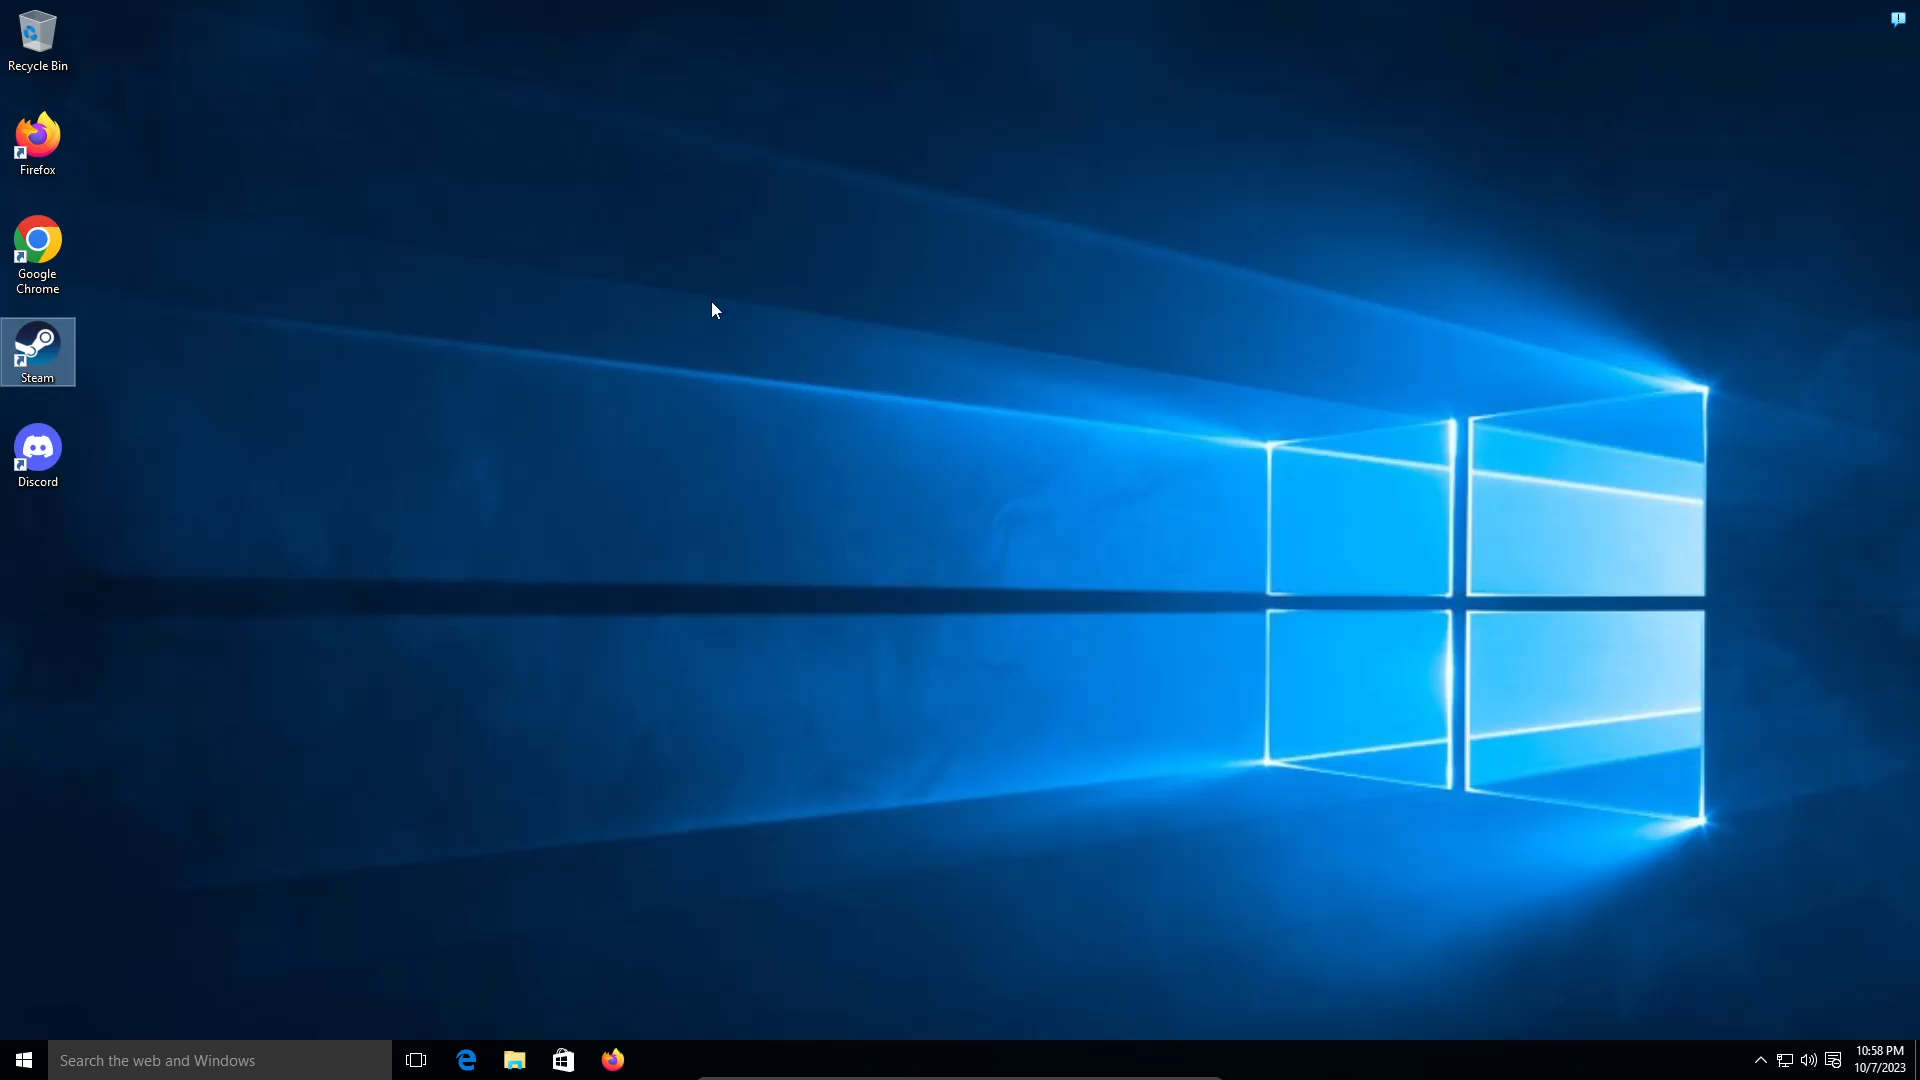 Recycle Bin
Firefox
Google
Chrome
Steam
Discord
Search the web and Windows
10:58 PM
10/7/2023